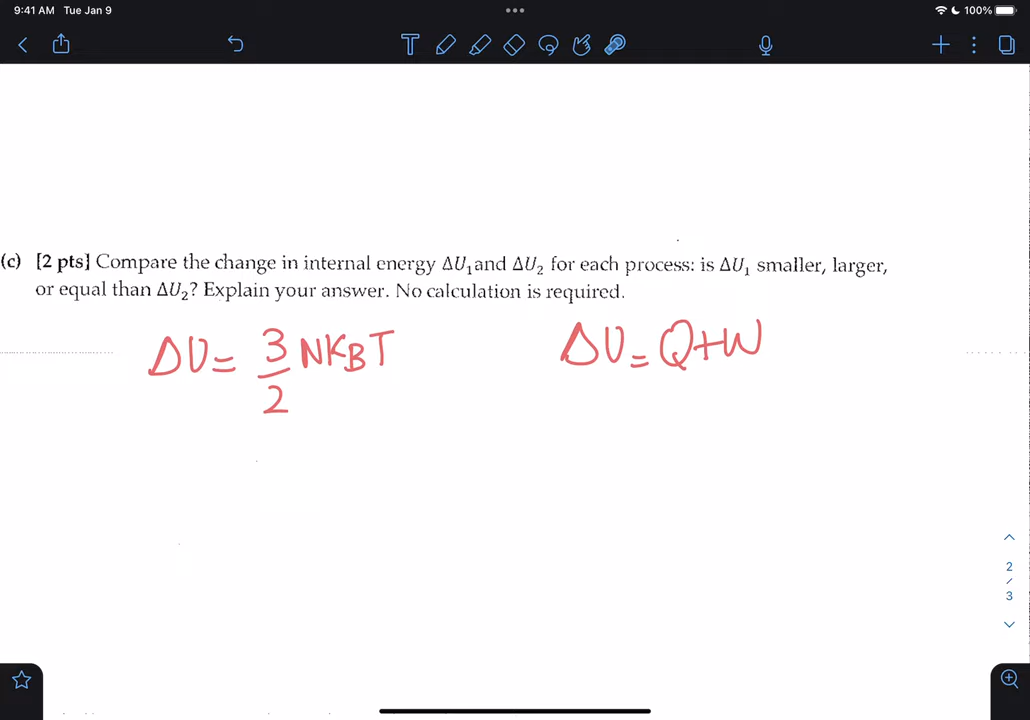 9:41 AM Tue Jan 9
100%
(c) [2 pts] Compare the change in internal energy ΔU₁and ΔU₂ for each process: is ΔU₁ smaller, larger,
or equal than ΔU₂? Explain your answer. No calculation is required.
ΔU= 3/2 NKBT
ΔU=Q+W
2
/
3